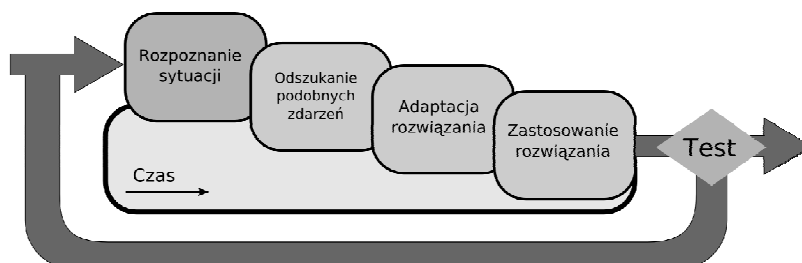 Rozpoznanie
sytuacji
Odszukanie
podobnych
zdarzeń
Adaptacja
rozwiązania
Zastosowanie
rozwiązania
Test
Czas